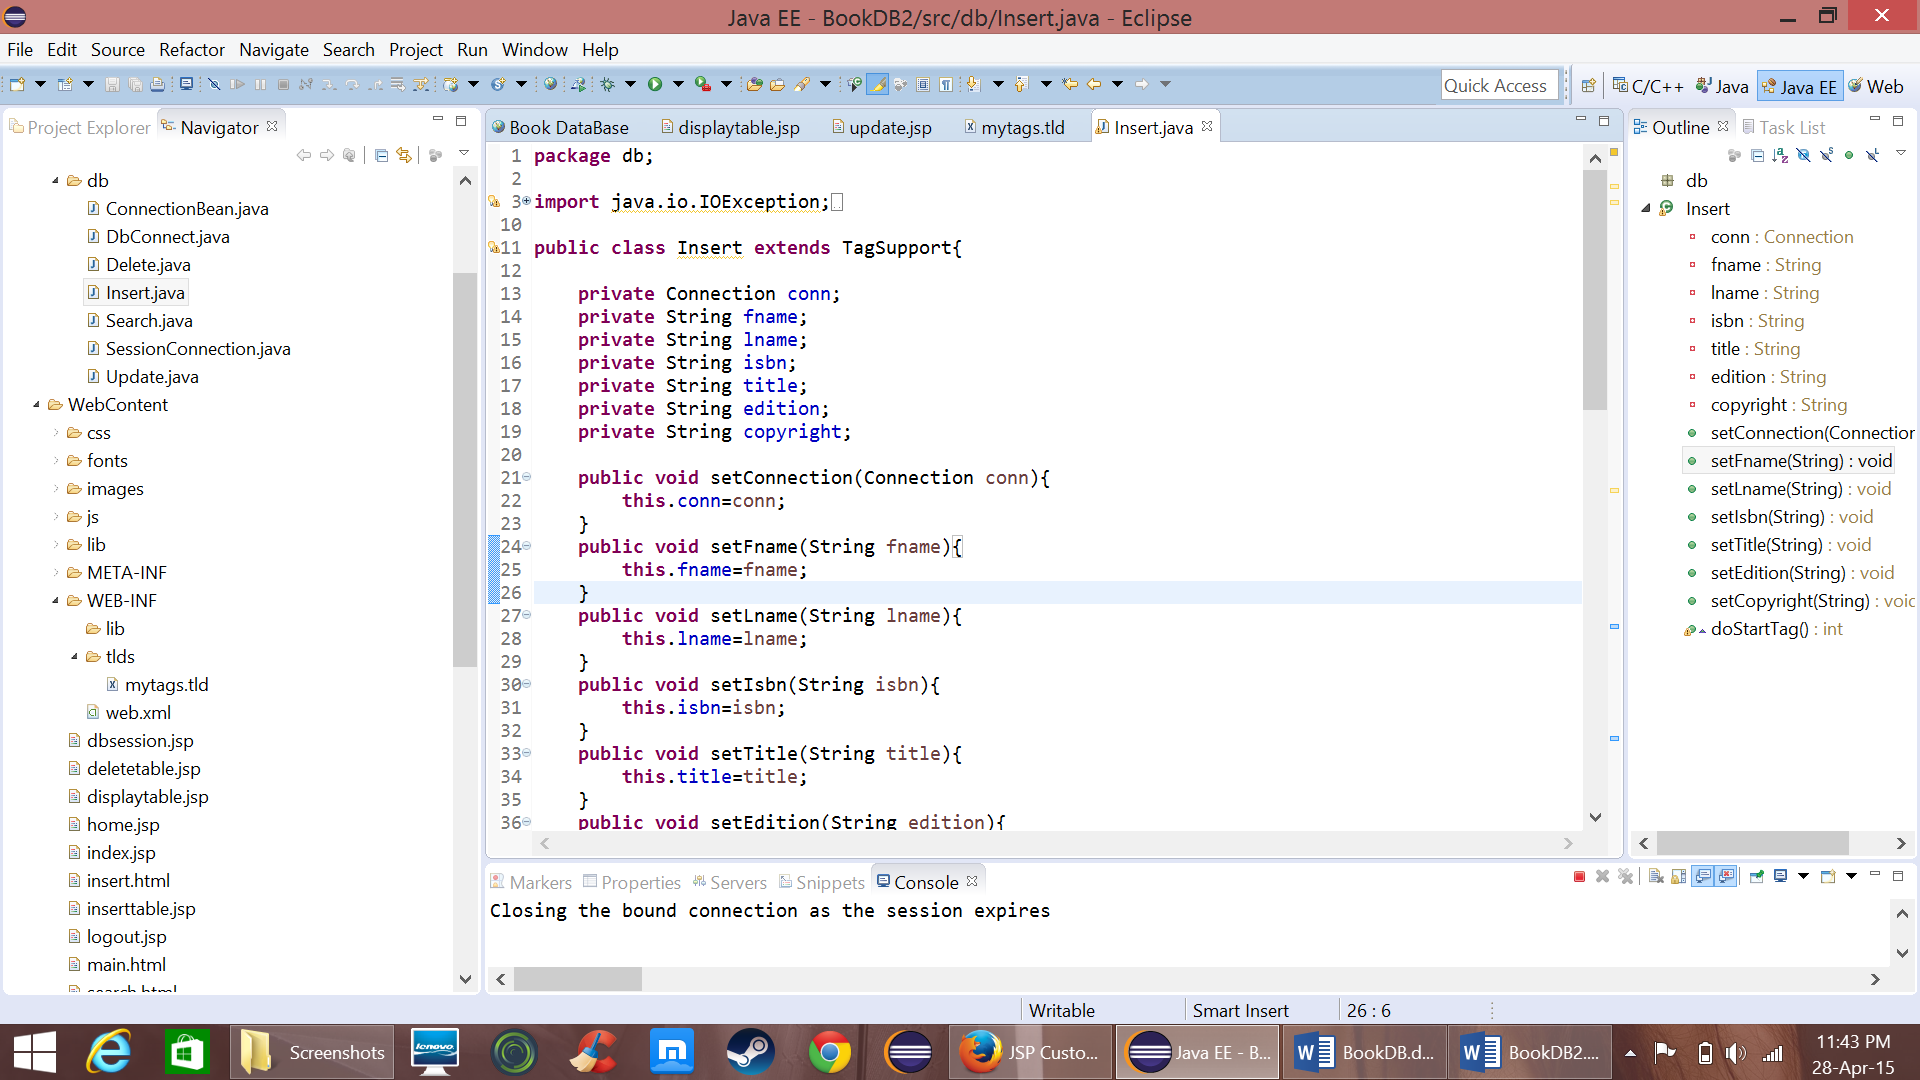 Java EE - BookDB2/src/db/Insert.java - Eclipse
File Edit Source Refactor Navigate Search Project Run Window Help
Quick Access
C/C++ Java Java EE Web
Project Explorer Navigator
db
ConnectionBean.java
DbConnect.java
Delete.java
Insert.java
Search.java
SessionConnection.java
Update.java
WebContent
css
fonts
images
js
lib
META-INF
WEB-INF
lib
tlds
mytags.tld
web.xml
dbsession.jsp
deletetable.jsp
displaytable.jsp
home.jsp
index.jsp
insert.html
inserttable.jsp
logout.jsp
main.html
search.html
Book DataBase displaytable.jsp update.jsp mytags.tld Insert.java
1 package db;
2
3 import java.io.IOException;
10
11 public class Insert extends TagSupport{
12
13 private Connection conn;
14 private String fname;
15 private String lname;
16 private String isbn;
17 private String title;
18 private String edition;
19 private String copyright;
20
21 public void setConnection(Connection conn){
22 this.conn=conn;
23 }
24 public void setFname(String fname){
25 this.fname=fname;
26 }
27 public void setLname(String lname){
28 this.lname=lname;
29 }
30 public void setIsbn(String isbn){
31 this.isbn=isbn;
32 }
33 public void setTitle(String title){
34 this.title=title;
35 }
36 public void setEdition(String edition){
Outline Task List
db
Insert
conn : Connection
fname : String
lname : String
isbn : String
title : String
edition : String
copyright : String
setConnection(Connection
setFname(String) : void
setLname(String) : void
setIsbn(String) : void
setTitle(String) : void
setEdition(String) : void
setCopyright(String) : voic
doStartTag() : int
Markers Properties Servers Snippets Console
Closing the bound connection as the session expires
Writable Smart Insert 26 : 6
Screenshots
lenovo
JSP Custo...
Java EE - B...
BookDB.d...
BookDB2....
11:43 PM
28-Apr-15